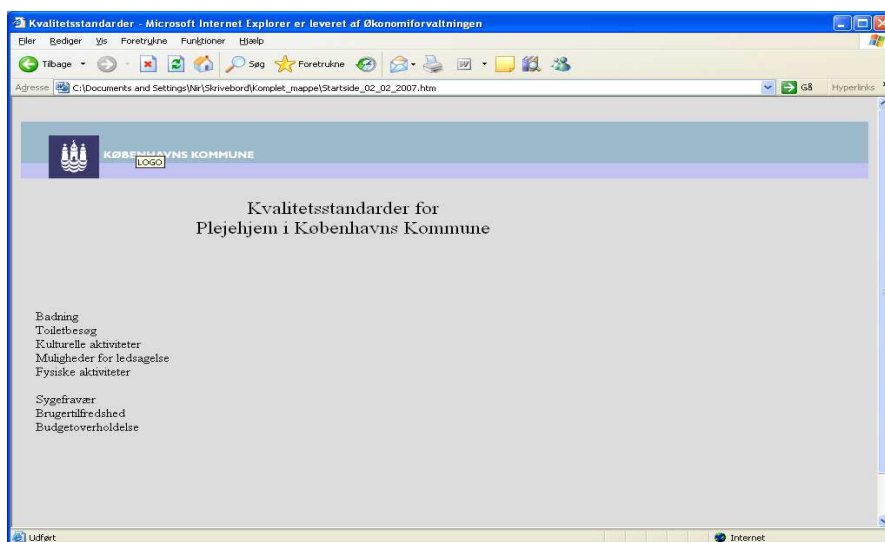 Kvalitetsstandarder - Microsoft Internet Explorer er leveret af Økonomiforvaltningen
Filer Rediger Vis Foretrukne Funktioner Hjælp
Tilbage Søg Foretrukne
Adresse C:\Documents and Settings\Nir\Skrivebord\Komplet_mappe\Startside_02_02_2007.htm Gå Hyperlinks
KØBENHAVNS KOMMUNE
LOGO
Kvalitetsstandarder for
Plejehjem i Københavns Kommune
Badning
Toiletbesøg
Kulturelle aktiviteter
Muligheder for ledsagelse
Fysiske aktiviteter
Sygefravær
Brugertilfredshed
Budgetoverholdelse
Udført Internet